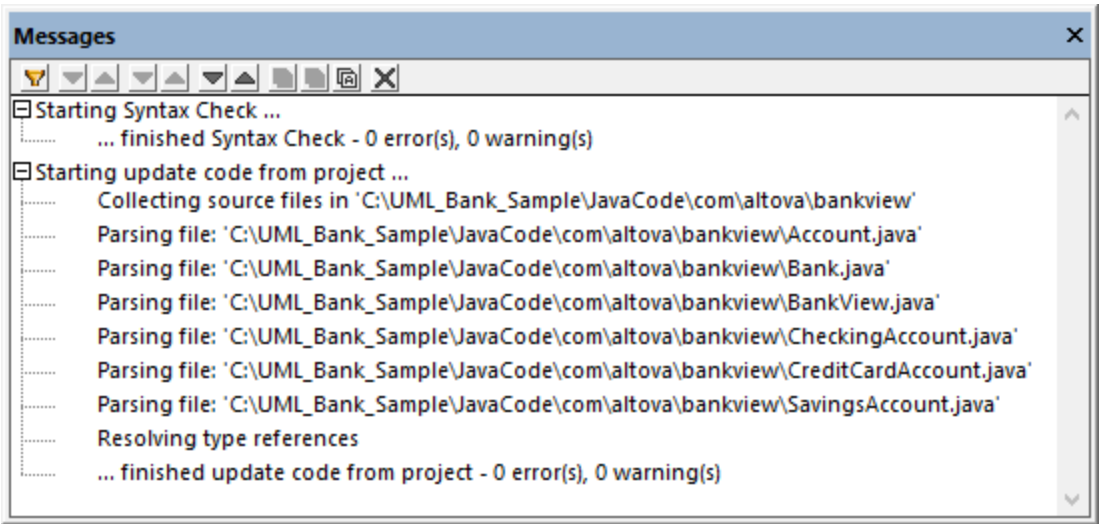 Messages
Starting Syntax Check ...
... finished Syntax Check - 0 error(s), 0 warning(s)
Starting update code from project ...
Collecting source files in 'C:\UML_Bank_Sample\JavaCode\com\altova\bankview'
Parsing file: 'C:\UML_Bank_Sample\JavaCode\com\altova\bankview\Account.java'
Parsing file: 'C:\UML_Bank_Sample\JavaCode\com\altova\bankview\Bank.java'
Parsing file: 'C:\UML_Bank_Sample\JavaCode\com\altova\bankview\BankView.java'
Parsing file: 'C:\UML_Bank_Sample\JavaCode\com\altova\bankview\CheckingAccount.java'
Parsing file: 'C:\UML_Bank_Sample\JavaCode\com\altova\bankview\CreditCardAccount.java'
Parsing file: 'C:\UML_Bank_Sample\JavaCode\com\altova\bankview\SavingsAccount.java'
Resolving type references
... finished update code from project - 0 error(s), 0 warning(s)